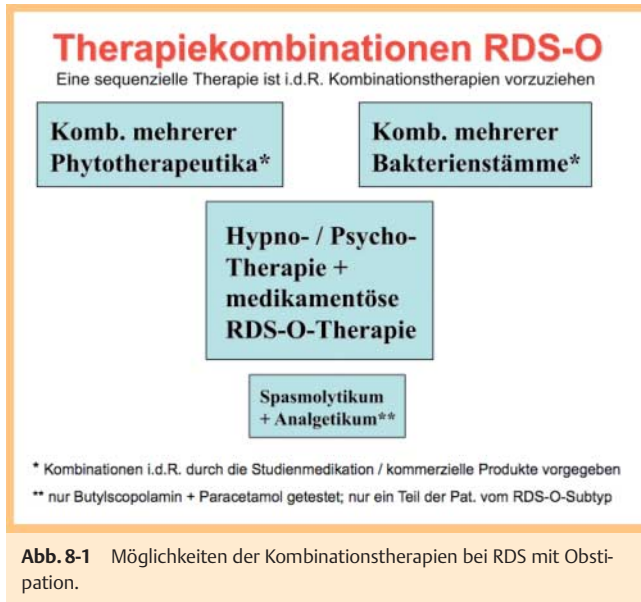 Therapiekombinationen RDS-O
Eine sequenzielle Therapie ist i.d.R. Kombinationstherapien vorzuziehen
Komb. mehrerer
Phytotherapeutika*
Komb. mehrerer
Bakterienstämme*
Hypno- / Psycho-
Therapie +
medikamentöse
RDS-O-Therapie
Spasmolytikum
+ Analgetikum**
* Kombinationen i.d.R. durch die Studienmedikation / kommerzielle Produkte vorgegeben
** nur Butylscopolamin + Paracetamol getestet; nur ein Teil der Pat. vom RDS-O-Subtyp
Abb. 8-1 Möglichkeiten der Kombinationstherapien bei RDS mit Obsti-
pation.